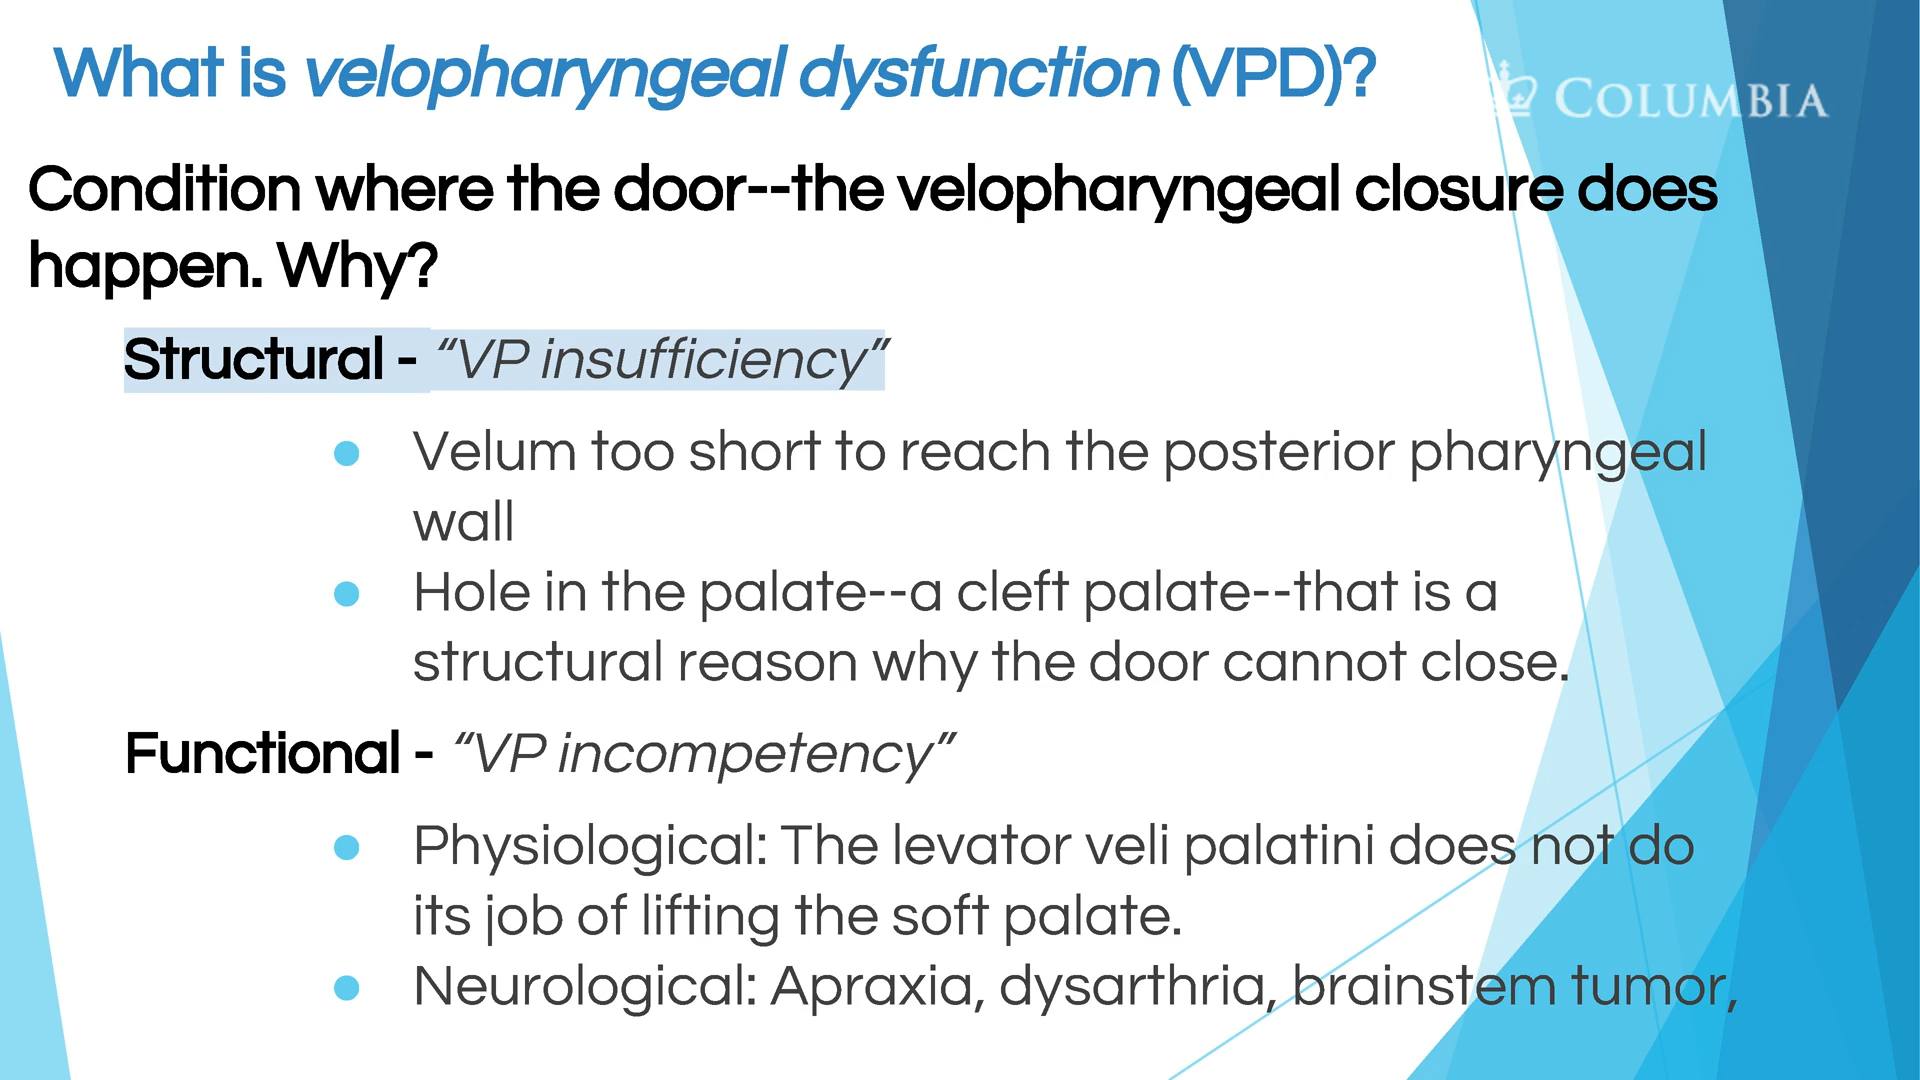 What is velopharyngeal dysfunction (VPD)?
COLUMBIA
Condition where the door--the velopharyngeal closure does
happen. Why?
Structural - “VP insufficiency”
● Velum too short to reach the posterior pharyngeal
wall
● Hole in the palate--a cleft palate--that is a
structural reason why the door cannot close.
Functional - “VP incompetency”
● Physiological: The levator veli palatini does not do
its job of lifting the soft palate.
● Neurological: Apraxia, dysarthria, brainstem tumor,